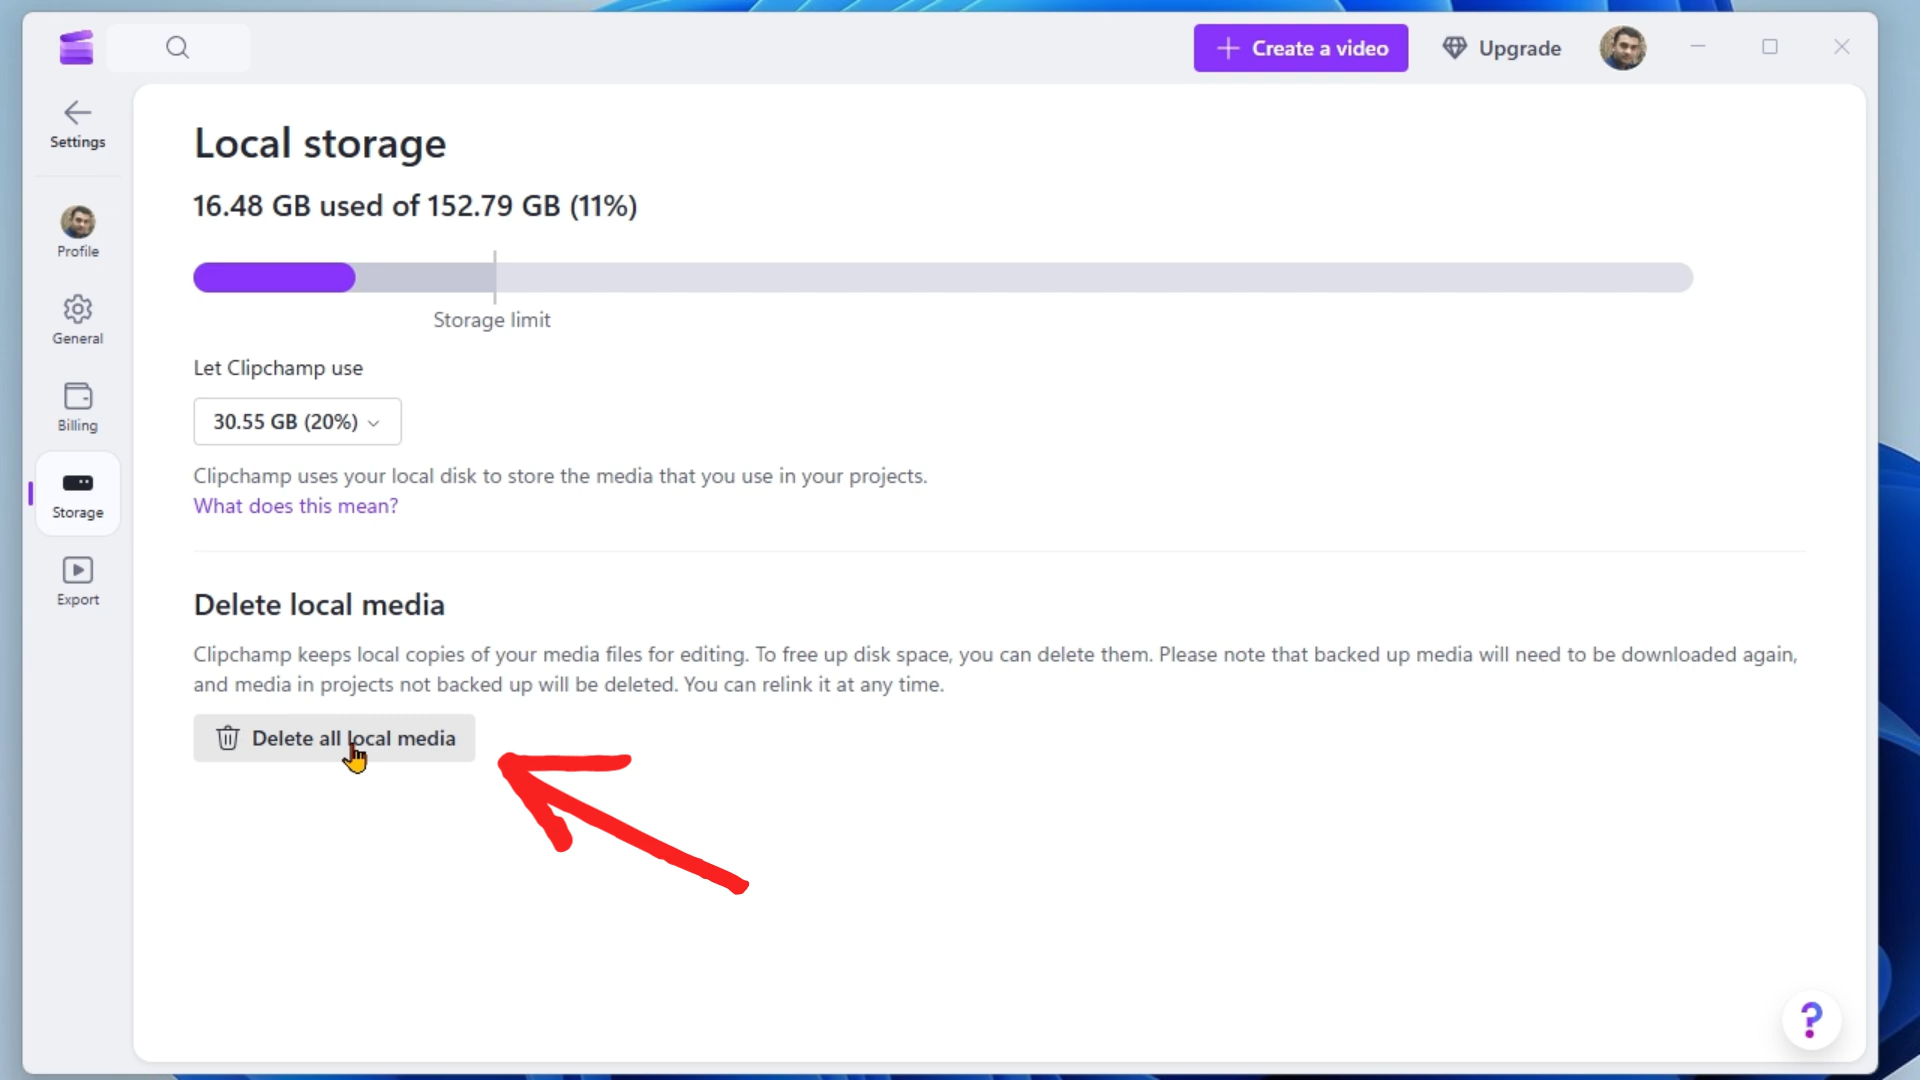 Create a video
Upgrade
Settings
Profile
General
Billing
Storage
Export
Local storage
16.48 GB used of 152.79 GB (11%)
Storage limit
Let Clipchamp use
30.55 GB (20%)
Clipchamp uses your local disk to store the media that you use in your projects.
What does this mean?
Delete local media
Clipchamp keeps local copies of your media files for editing. To free up disk space, you can delete them. Please note that backed up media will need to be downloaded again,
and media in projects not backed up will be deleted. You can relink it at any time.
Delete all local media
?